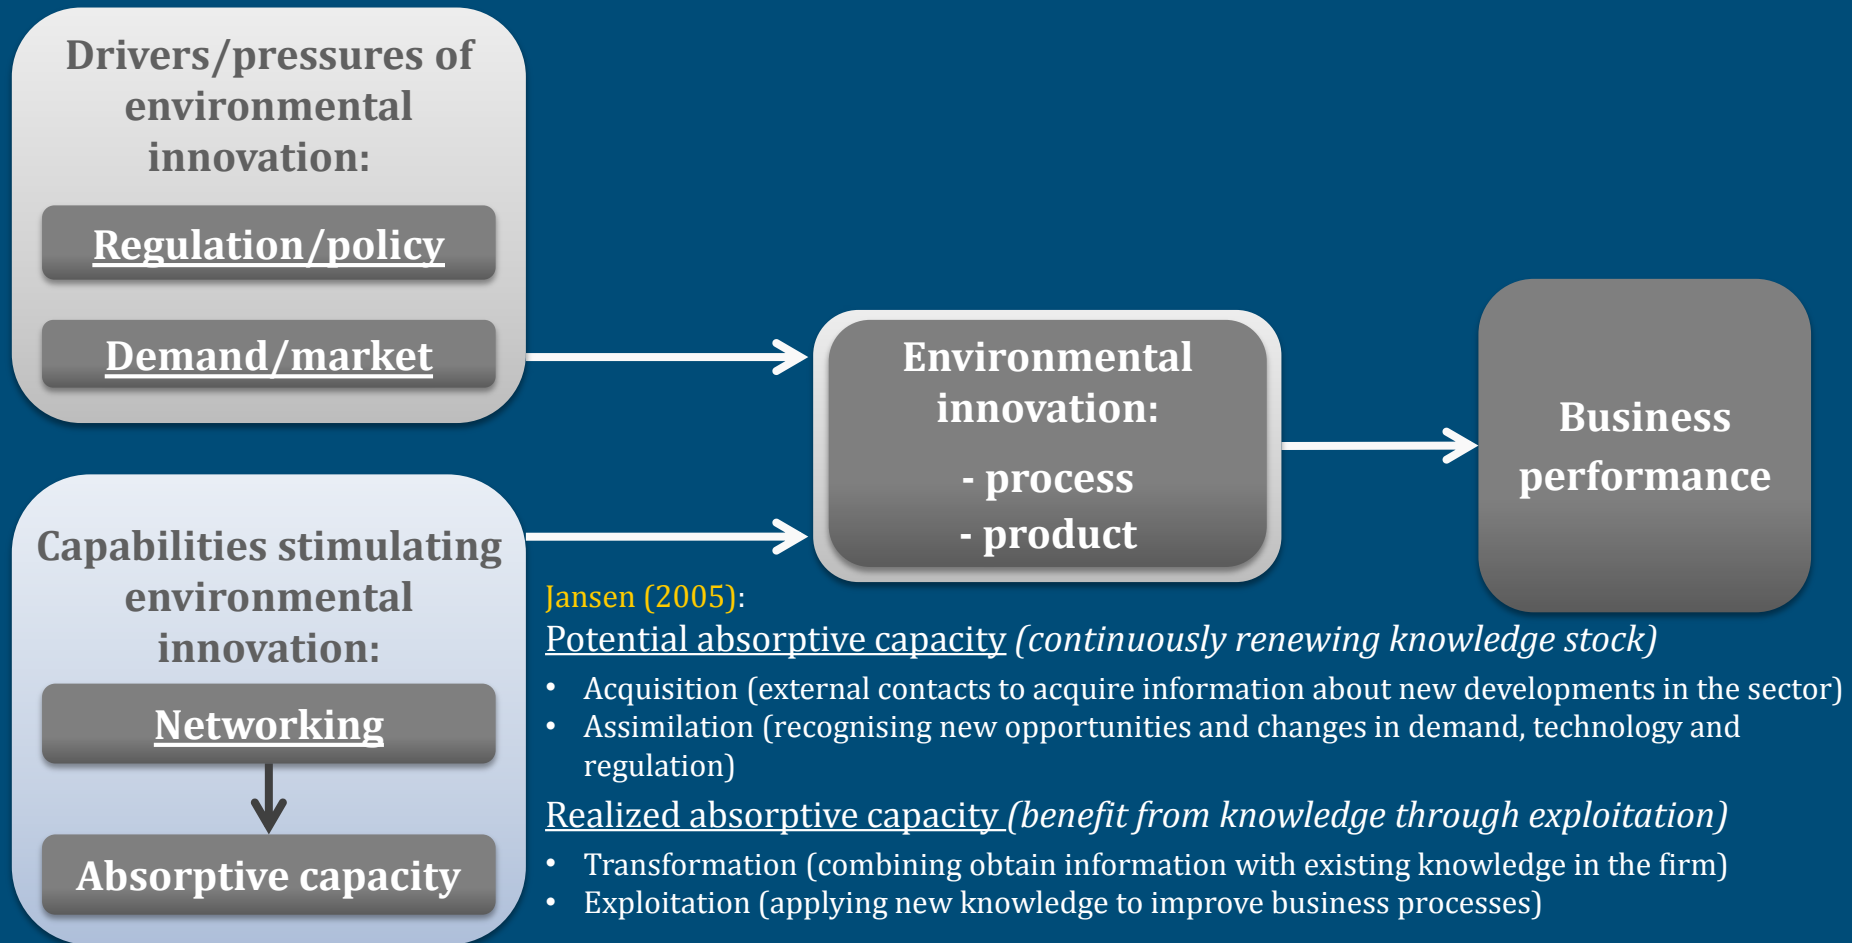 Drivers/pressures of
environmental
innovation:
Regulation/policy
Demand/market
Capabilities stimulating
environmental
innovation:
Networking
Absorptive capacity
Environmental
innovation:
- process
- product
Business
performance
Jansen (2005):
Potential absorptive capacity (continuously renewing knowledge stock)
• Acquisition (external contacts to acquire information about new developments in the sector)
• Assimilation (recognising new opportunities and changes in demand, technology and
regulation)
Realized absorptive capacity (benefit from knowledge through exploitation)
• Transformation (combining obtain information with existing knowledge in the firm)
• Exploitation (applying new knowledge to improve business processes)